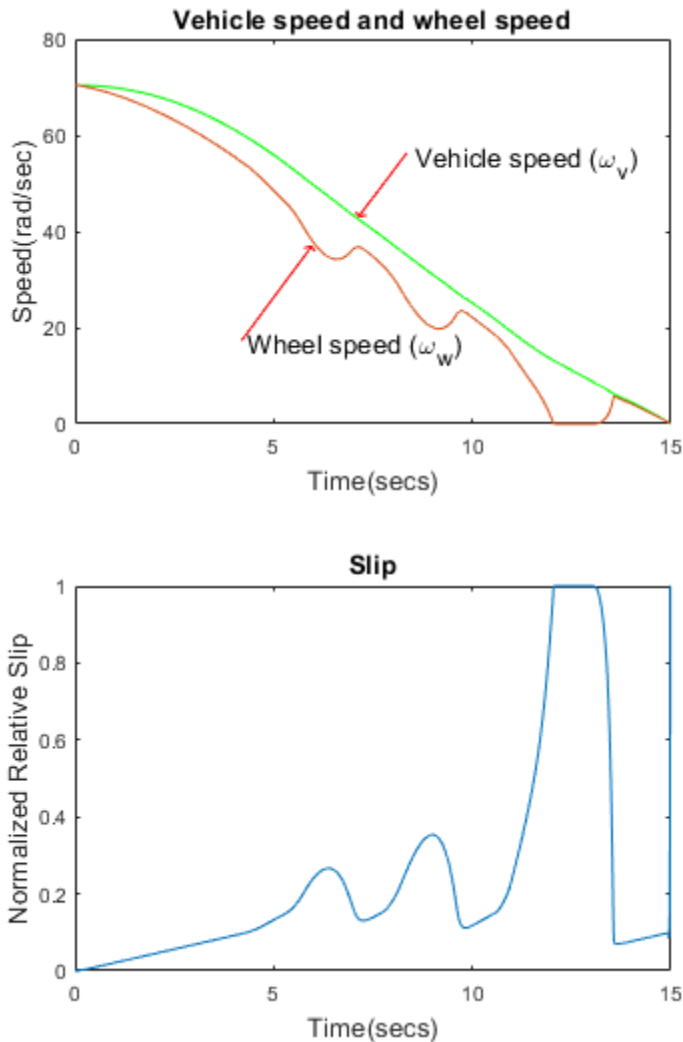 Vehicle speed and wheel speed
80
60
40
20
0
Speed(rad/sec)
Vehicle speed (ωv)
Wheel speed (ωw)
0
5
10
15
Time(secs)
Slip
1
0.8
0.6
0.4
0.2
0
Normalized Relative Slip
0
5
10
15
Time(secs)